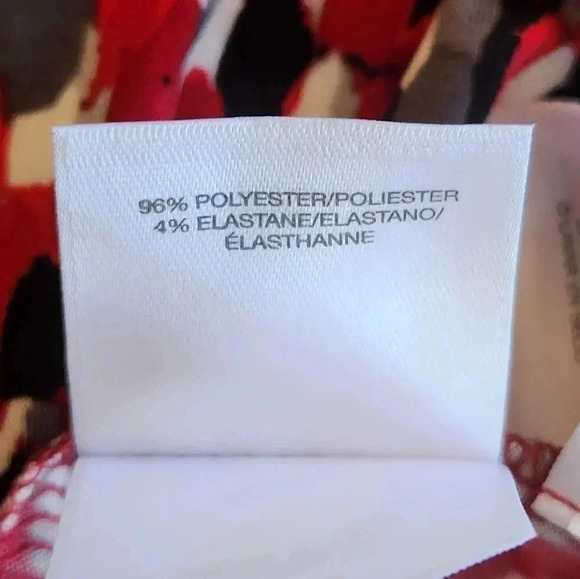 96% POLYESTER/POLIESTER
4% ELASTANE/ELASTANO/
ÉLASTHANNE